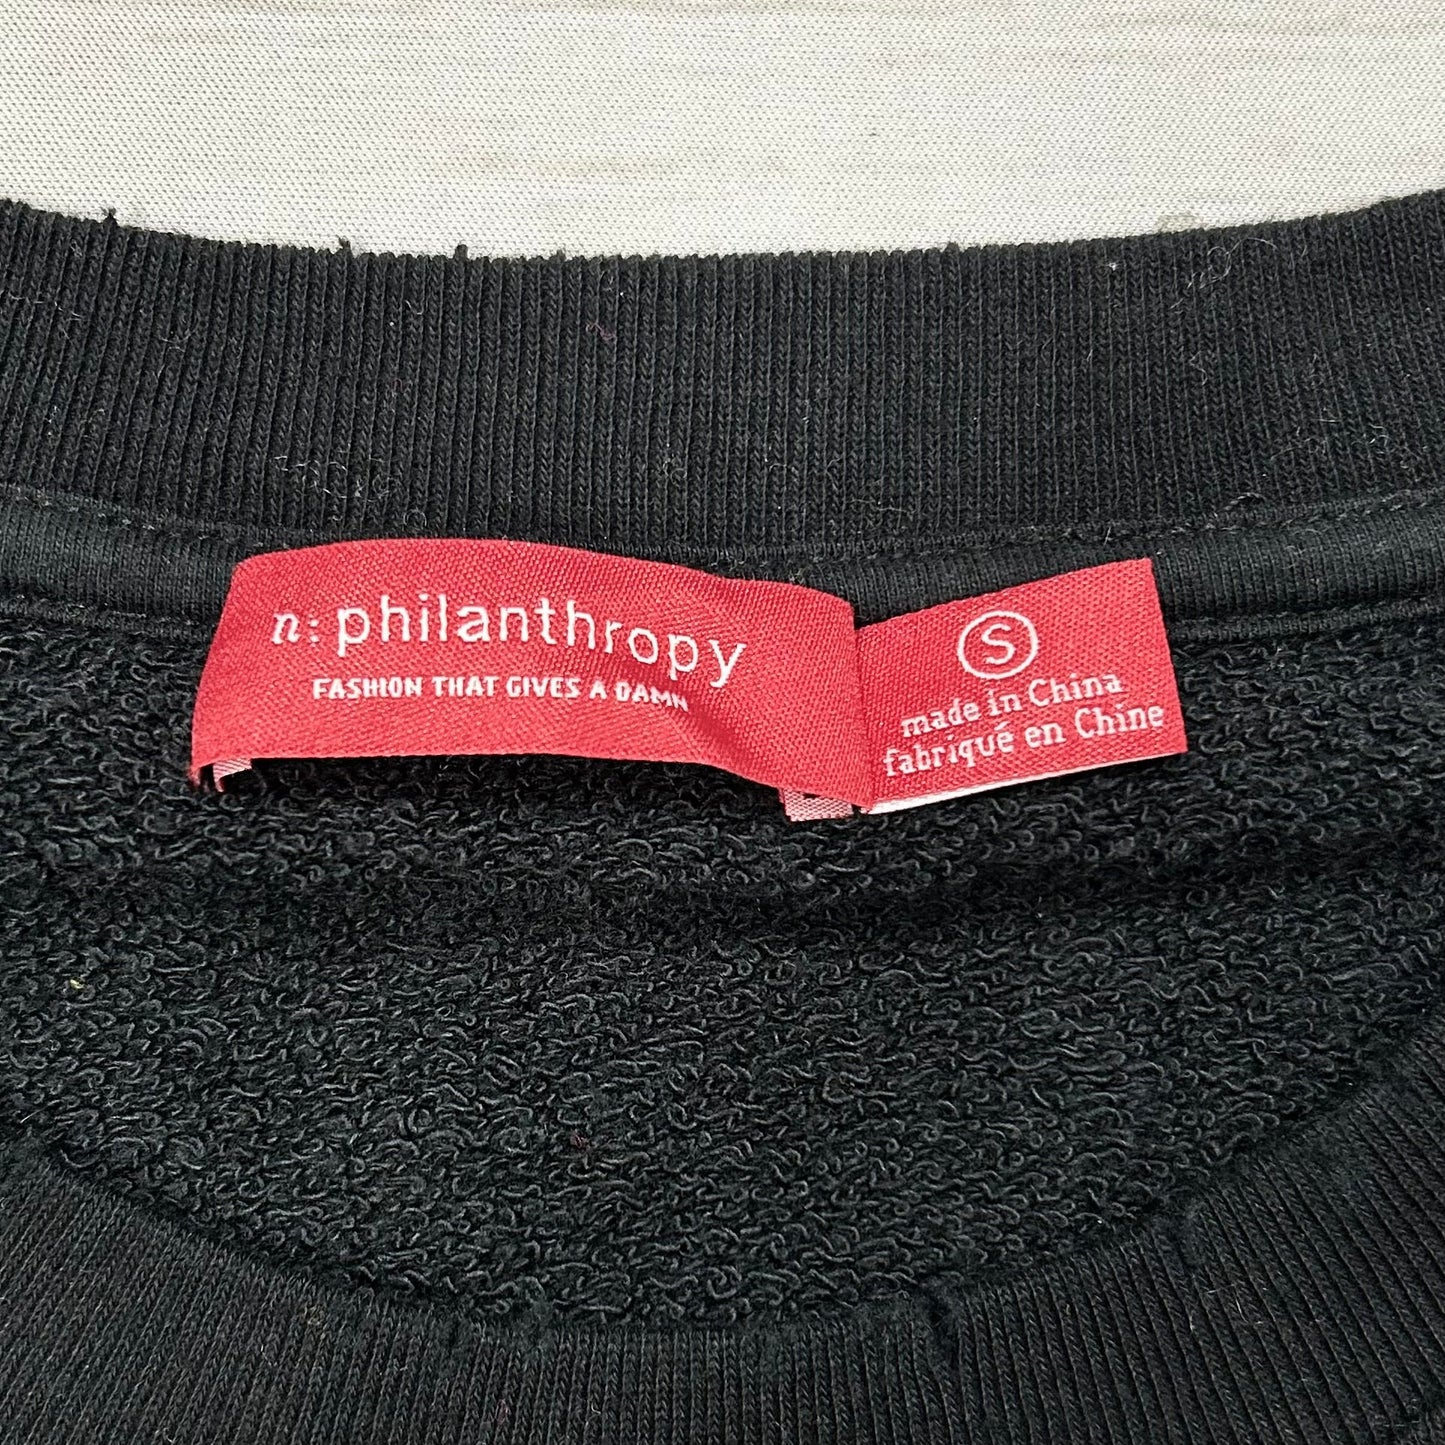 n:philanthropy
FASHION THAT GIVES A DAMN
S
made in China
fabriqué en Chine